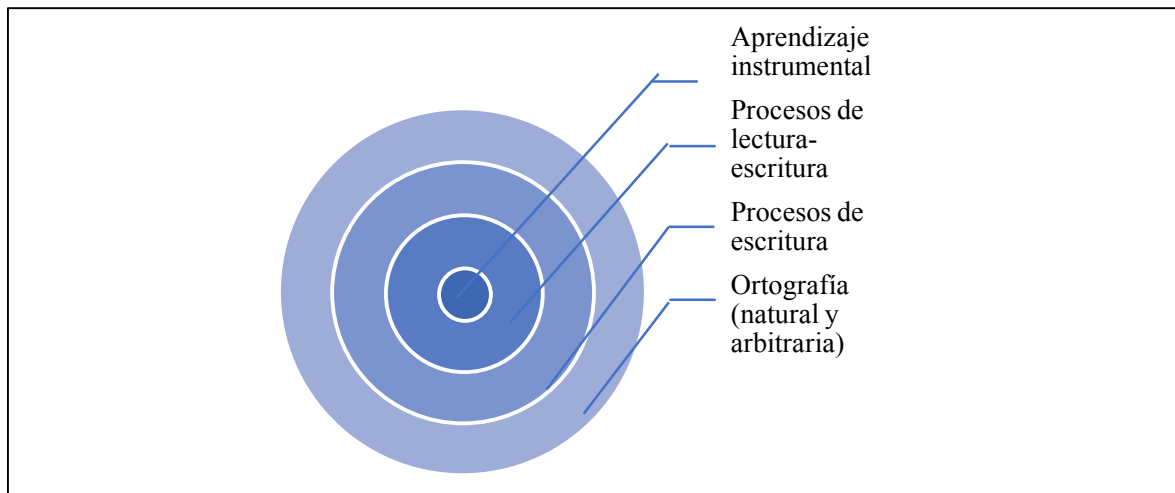 Aprendizaje
instrumental
Procesos de
lectura-
escritura
Procesos de
escritura
Ortografía
(natural y
arbitraria)